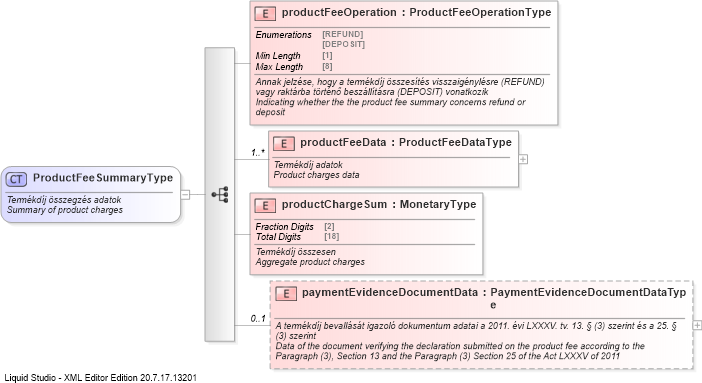 E productFeeOperation : ProductFeeOperationType
Enumerations [REFUND]
[DEPOSIT]
Min Length [1]
Max Length [8]
Annak jelzése, hogy a termékdíj összesítés visszaigénylésre (REFUND)
vagy raktárba történő beszállításra (DEPOSIT) vonatkozik
Indicating whether the the product fee summary concerns refund or
deposit
E productFeeData : ProductFeeDataType
1..*
Termékdíj adatok
Product charges data
CT ProductFeeSummaryType
Termékdíj összegzés adatok
Summary of product charges
E productChargeSum : MonetaryType
Fraction Digits [2]
Total Digits [18]
Termékdíj összesen
Aggregate product charges
E paymentEvidenceDocumentData : PaymentEvidenceDocumentDataTyp
e
0..1
A termékdíj bevallását igazoló dokumentum adatai a 2011. évi LXXXV. tv. 13. § (3) szerint és a 25. §
(3) szerint
Data of the document verifying the declaration submitted on the product fee according to the
Paragraph (3), Section 13 and the Paragraph (3) Section 25 of the Act LXXXV of 2011
Liquid Studio - XML Editor Edition 20.7.17.13201